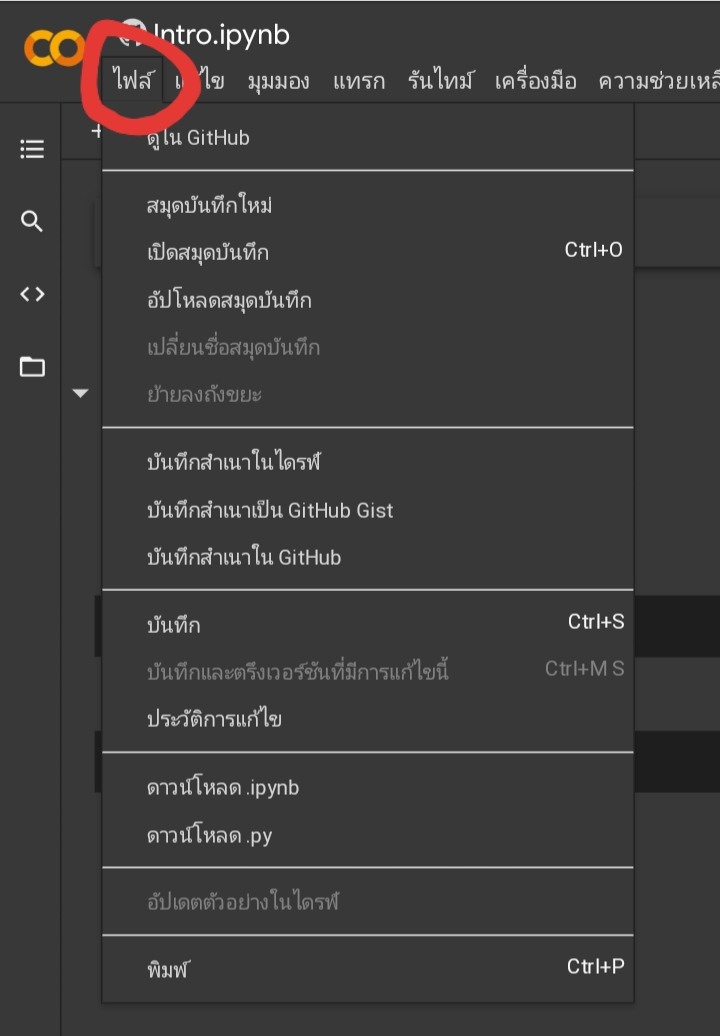 Intro.ipynb
ไฟล์ แก้ไข มุมมอง แทรก รันไทม์ เครื่องมือ
ดูใน GitHub
สมุดบันทึกใหม่
เปิดสมุดบันทึก Ctrl+O
อัปโหลดสมุดบันทึก
เปลี่ยนชื่อสมุดบันทึก
ย้ายลงถังขยะ
บันทึกสำเนาในไดรฟ์
บันทึกสำเนาเป็น GitHub Gist
บันทึกสำเนาใน GitHub
บันทึก Ctrl+S
บันทึกและตรึงเวอร์ชันที่มีการแก้ไขนี้ Ctrl+M S
ประวัติการแก้ไข
ดาวน์โหลด .ipynb
ดาวน์โหลด .py
อัปเดตตัวอย่างในไดรฟ์
พิมพ์ Ctrl+P